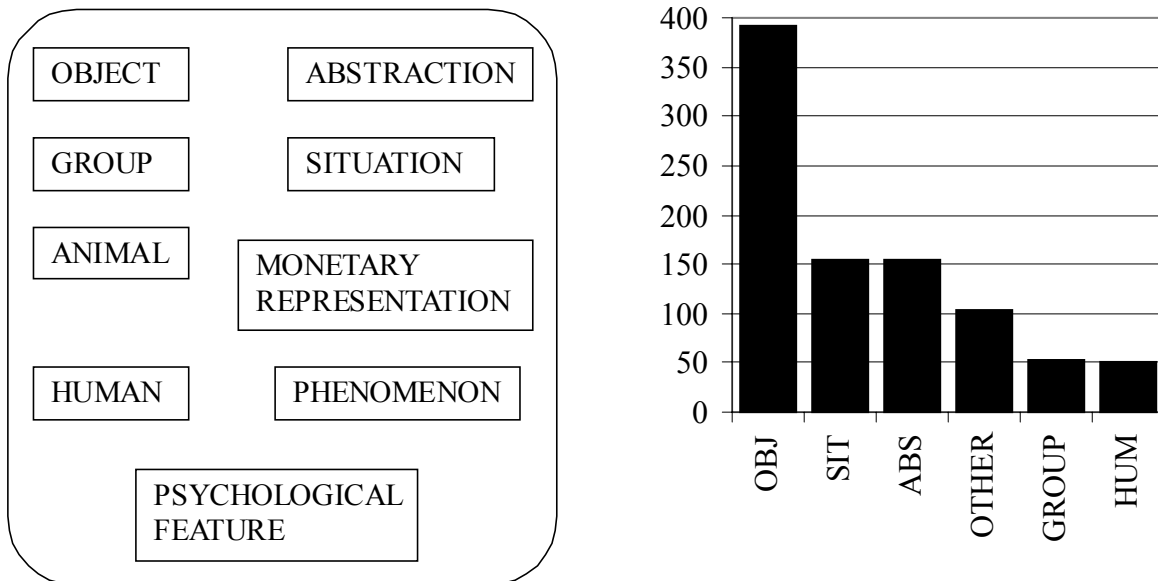 OBJECT
ABSTRACTION
GROUP
SITUATION
ANIMAL
MONETARY
REPRESENTATION
HUMAN
PHENOMENON
PSYCHOLOGICAL
FEATURE
400
350
300
250
200
150
100
50
0
OBJ
SIT
ABS
OTHER
GROUP
HUM